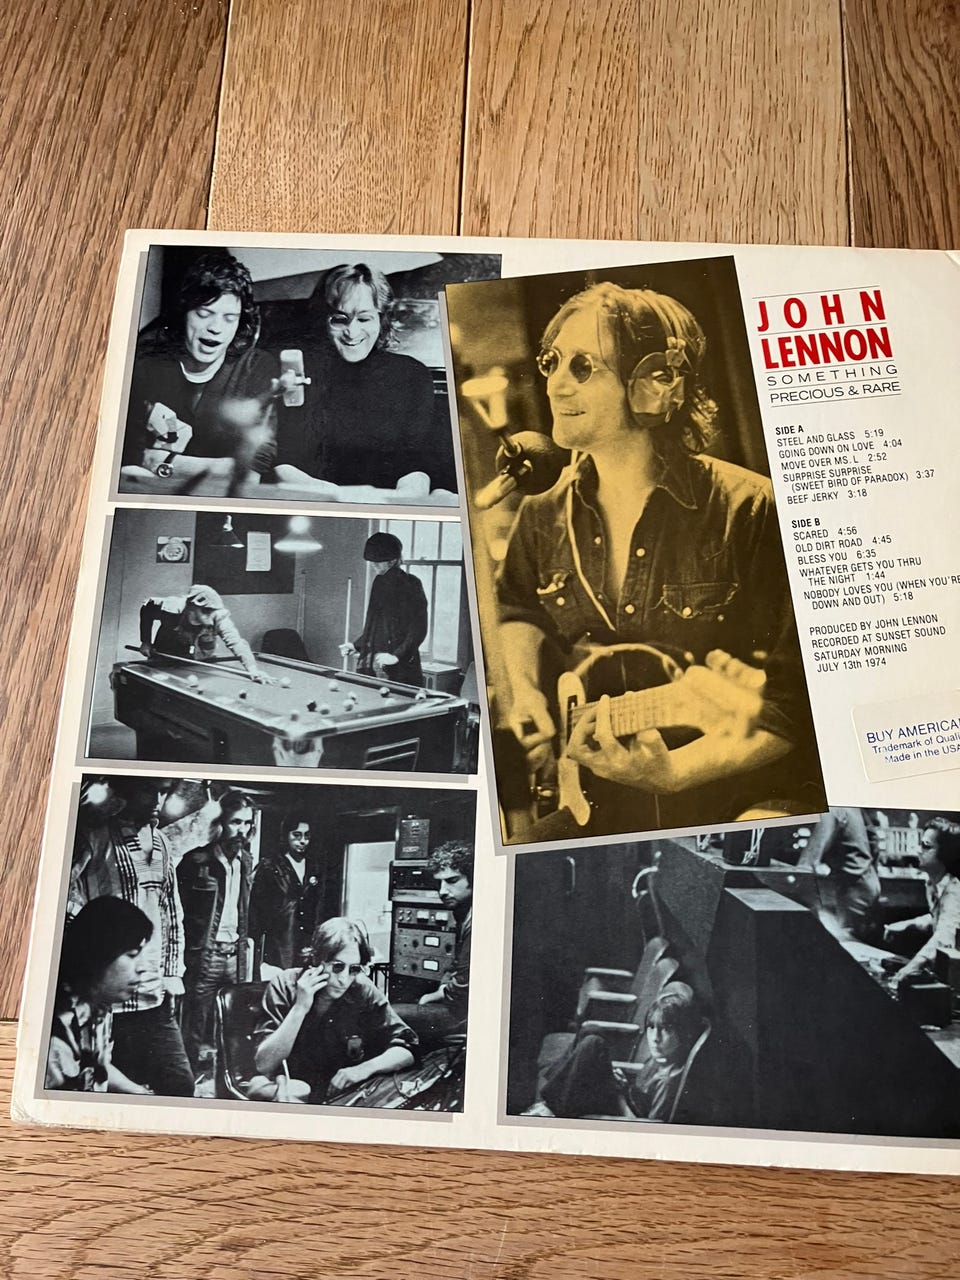 JOHN
LENNON
SOMETHING
PRECIOUS & RARE
SIDE A
STEEL AND GLASS 5:19
GOING DOWN ON LOVE 4:04
MOVE OVER MS. L 2:52
SURPRISE SURPRISE
(SWEET BIRD OF PARADOX) 3:37
BEEF JERKY 3:18
SIDE B
SCARED 4:56
OLD DIRT ROAD 4:45
BLESS YOU 6:35
WHATEVER GETS YOU THRU
THE NIGHT 1:44
NOBODY LOVES YOU (WHEN YOU'RE
DOWN AND OUT) 5:18
PRODUCED BY JOHN LENNON
RECORDED AT SUNSET SOUND
SATURDAY MORNING
JULY 13th 1974
BUY AMERICAN
Trademark of Quali
Made in the USA